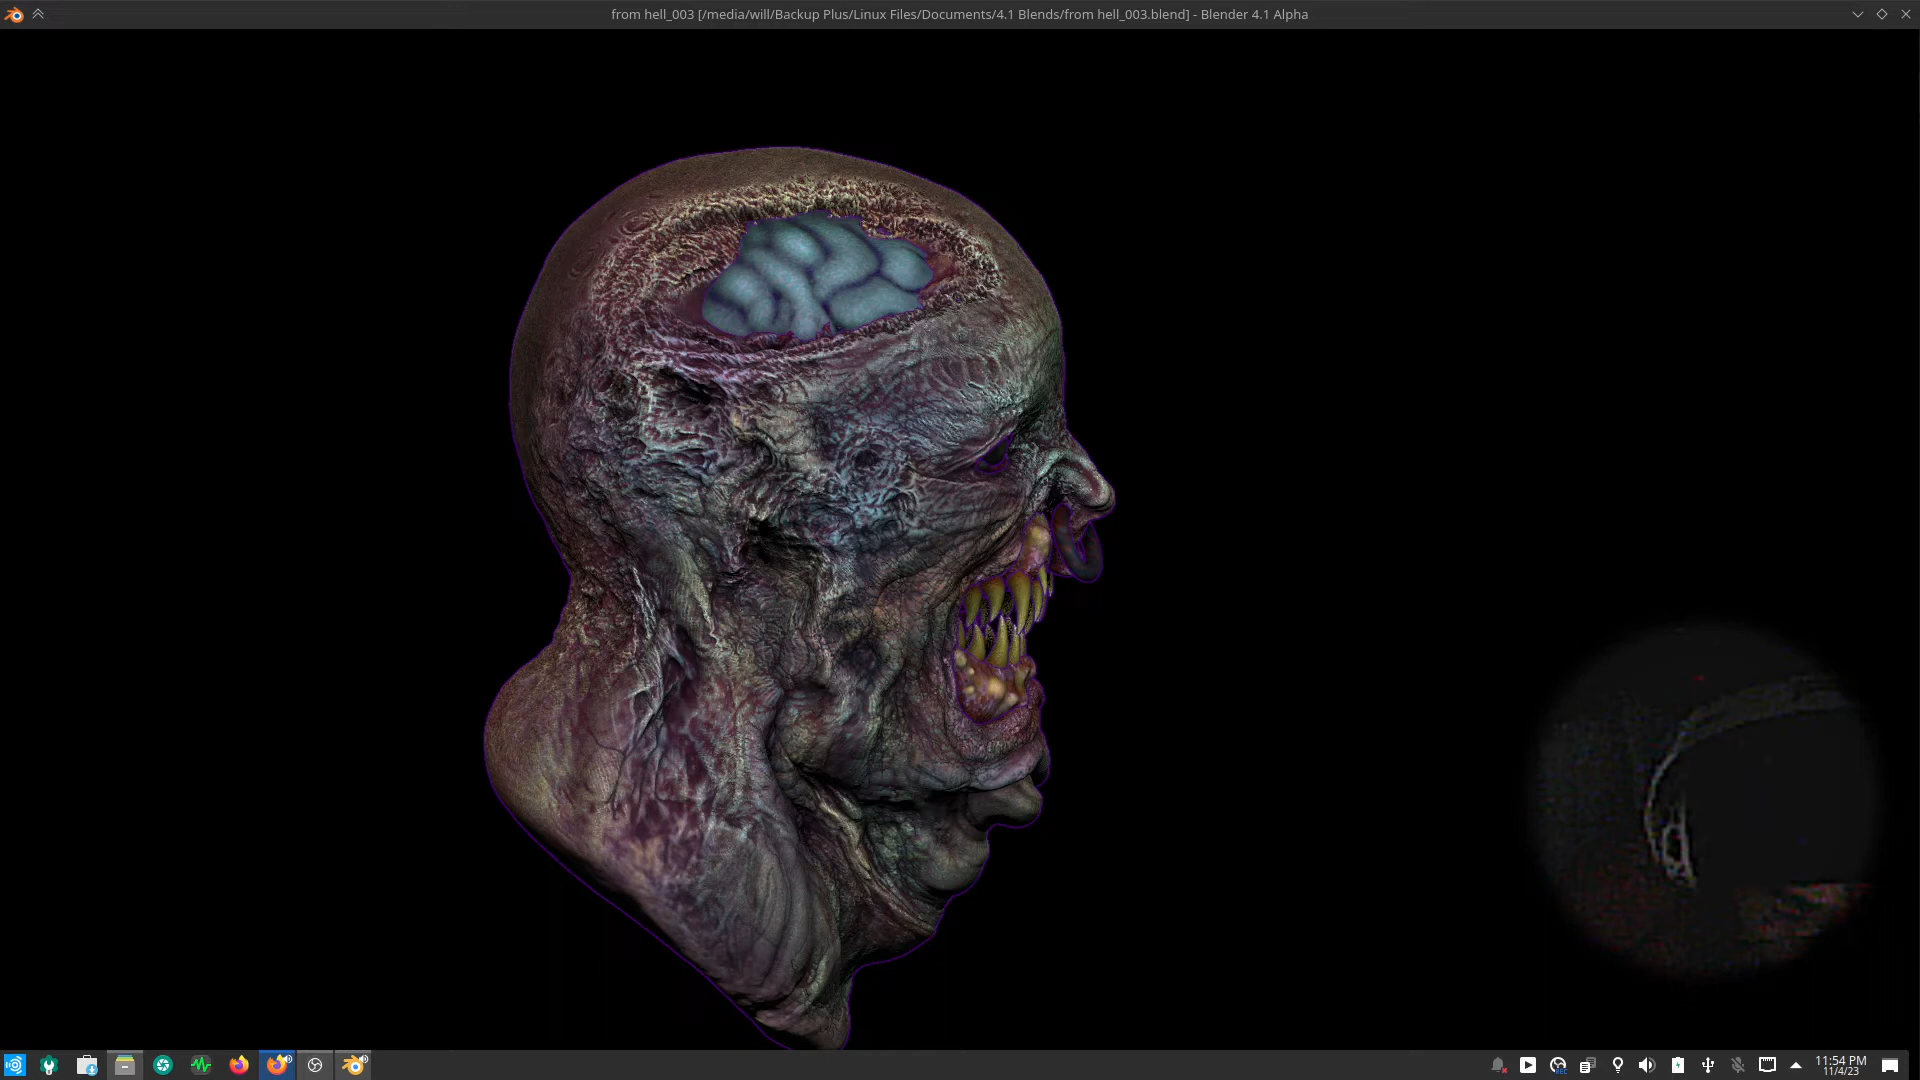 from hell_003 [/media/will/Backup Plus/Linux Files/Documents/4.1 Blends/from hell_003.blend] - Blender 4.1 Alpha
REC
11:54 PM
11/4/23